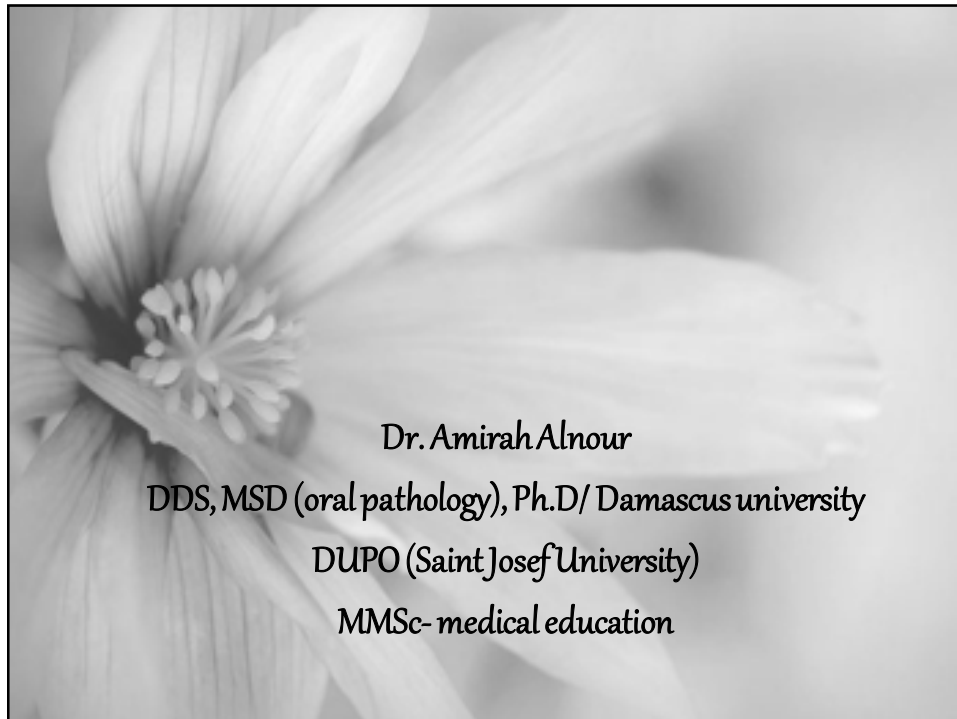 Dr. Amirah Alnour
DDS, MSD (oral pathology), Ph.D/ Damascus university
DUPO (Saint Josef University)
MMSc- medical education